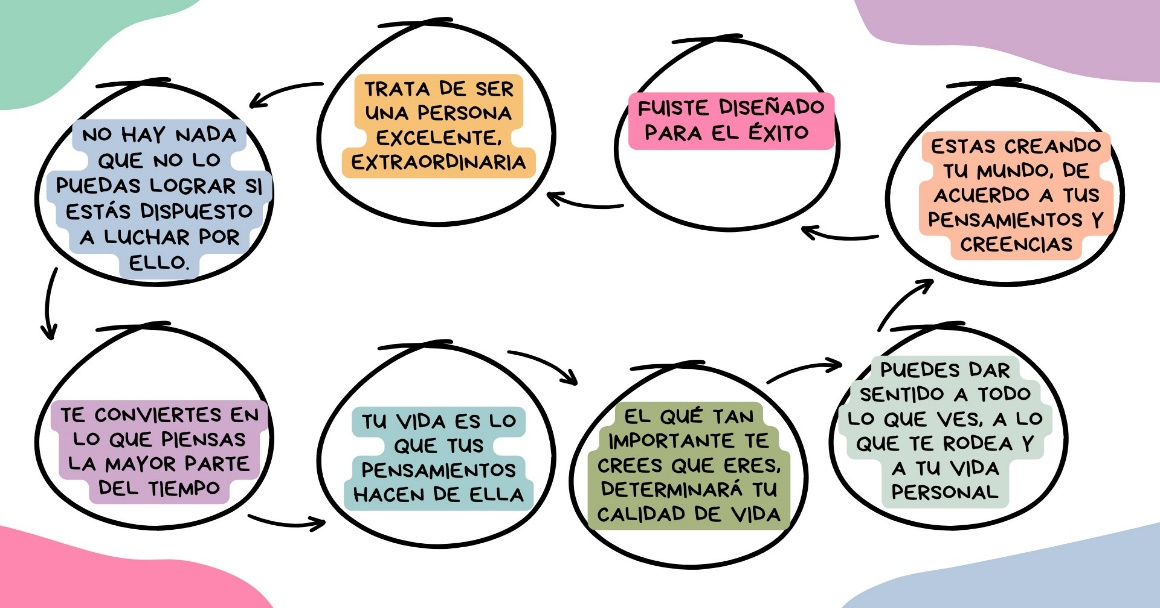 TRATA DE SER
UNA PERSONA
EXCELENTE,
EXTRAORDINARIA
FUISTE DISEÑADO
PARA EL ÉXITO
NO HAY NADA
QUE NO LO
PUEDAS LOGRAR SI
ESTÁS DISPUESTO
A LUCHAR POR
ELLO.
ESTAS CREANDO
TU MUNDO, DE
ACUERDO A TUS
PENSAMIENTOS Y
CREENCIAS
TE CONVIERTES EN
LO QUE PIENSAS
LA MAYOR PARTE
DEL TIEMPO
TU VIDA ES LO
QUE TUS
PENSAMIENTOS
HACEN DE ELLA
EL QUÉ TAN
IMPORTANTE TE
CREES QUE ERES,
DETERMINARÁ TU
CALIDAD DE VIDA
PUEDES DAR
SENTIDO A TODO
LO QUE VES, A LO
QUE TE RODEA Y
A TU VIDA
PERSONAL